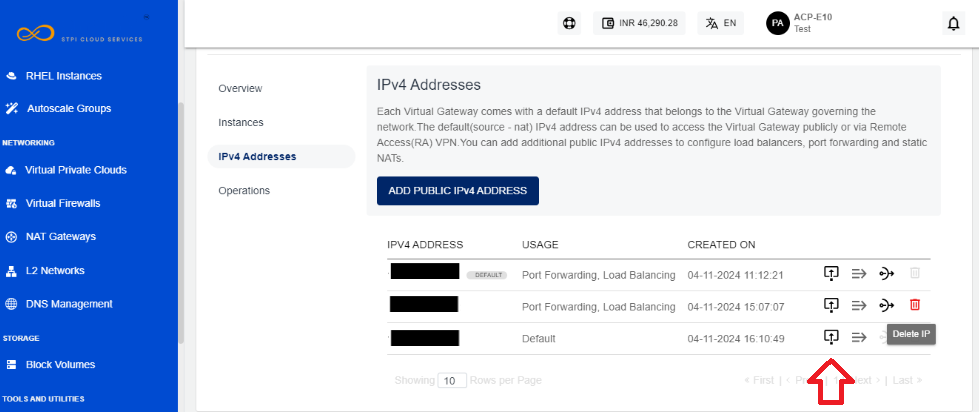 STPI CLOUD SERVICES
INR 46,290.28
EN
PA
ACP-E10
Test
RHEL Instances
Autoscale Groups
NETWORKING
Virtual Private Clouds
Virtual Firewalls
NAT Gateways
L2 Networks
DNS Management
STORAGE
Block Volumes
TOOLS AND UTILITIES
Overview
Instances
IPv4 Addresses
Operations
IPv4 Addresses
Each Virtual Gateway comes with a default IPv4 address that belongs to the Virtual Gateway governing the
network.The default(source - nat) IPv4 address can be used to access the Virtual Gateway publicly or via Remote
Access(RA) VPN.You can add additional public IPv4 addresses to configure load balancers, port forwarding and static
NATs.
ADD PUBLIC IPv4 ADDRESS
IPV4 ADDRESS USAGE CREATED ON
DEFAULT Port Forwarding, Load Balancing 04-11-2024 11:12:21
Port Forwarding, Load Balancing 04-11-2024 15:07:07
Default 04-11-2024 16:10:49
Delete IP
Showing 10 Rows per Page
« First | < 1 > | Last »